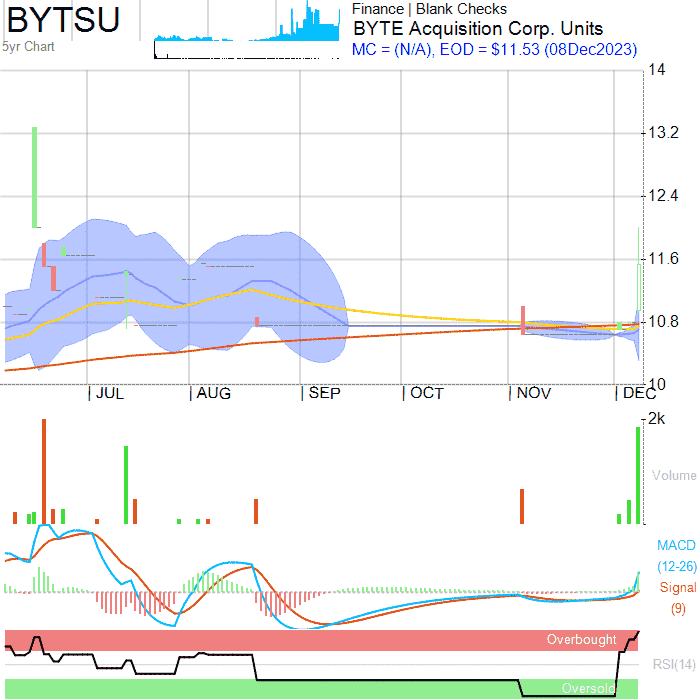 BYTSU
5yr Chart
Finance | Blank Checks
BYTE Acquisition Corp. Units
MC = (N/A), EOD = $11.53 (08Dec2023)
14
13.2
12.4
11.6
10.8
10
JUL AUG SEP OCT NOV DEC
2k
Volume
MACD
(12-26)
Signal
(9)
Overbought
RSI(14)
Oversold